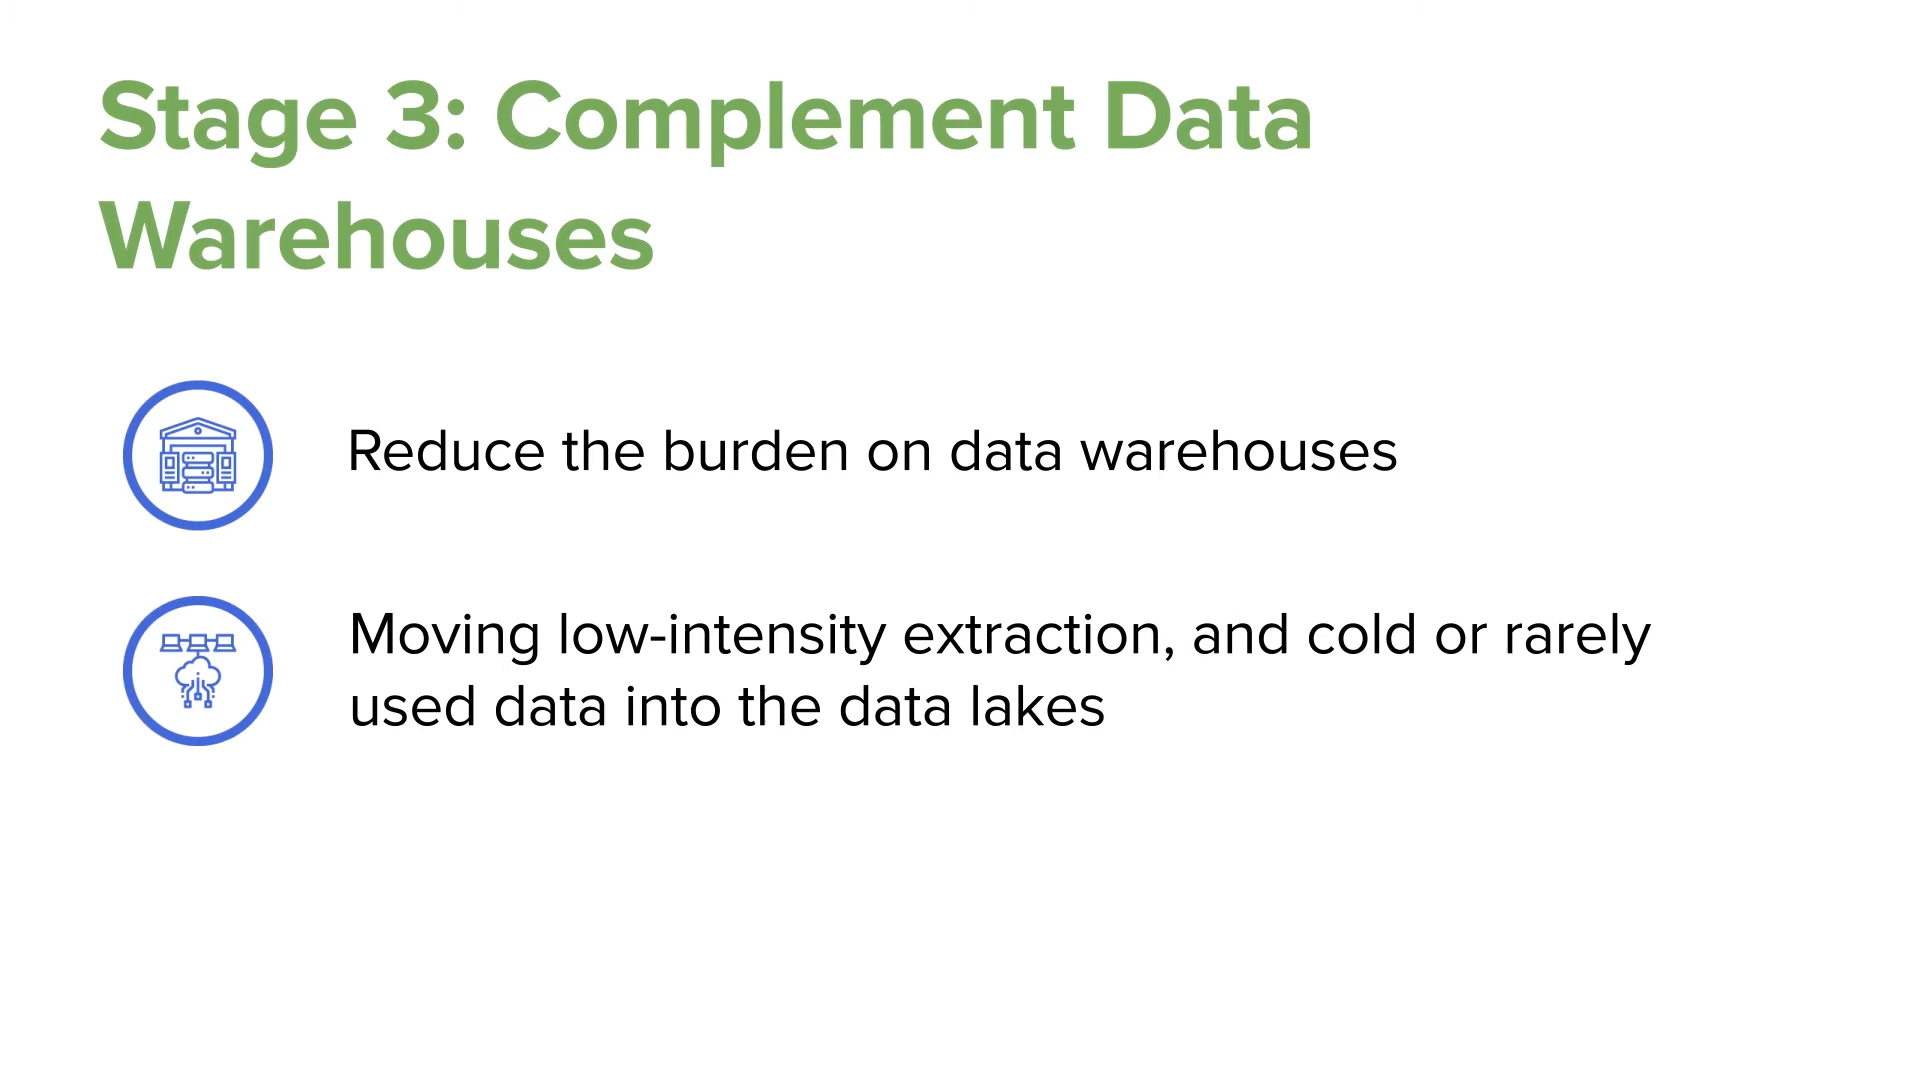 Stage 3: Complement Data
Warehouses
Reduce the burden on data warehouses
Moving low-intensity extraction, and cold or rarely
used data into the data lakes